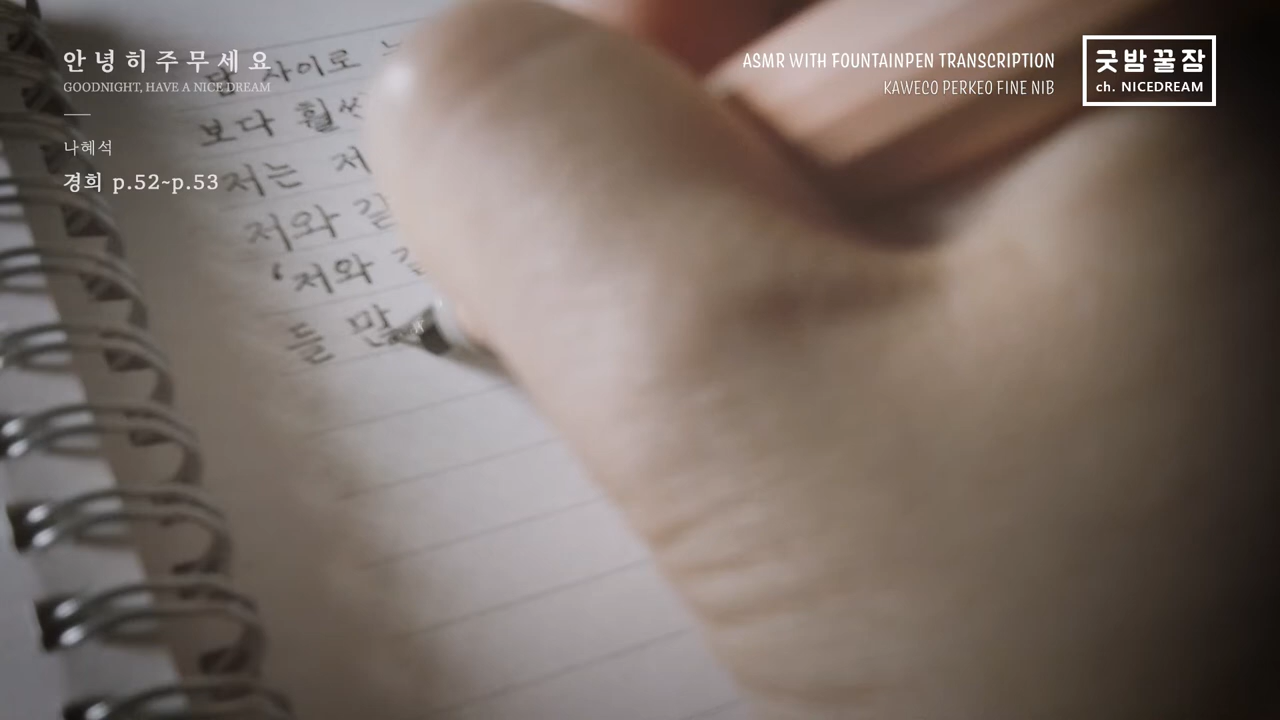 안녕히주무세요
GOODNIGHT, HAVE A NICE DREAM
나혜석
경희 p.52~p.53
ASMR WITH FOUNTAINPEN TRANSCRIPTION
KAWECO PERKEO FINE NIB
굿밤꿀잠
ch. NICEDREAM
담 사이로
보다 훨씬
저는 저
저와 같
‘저와
들 많